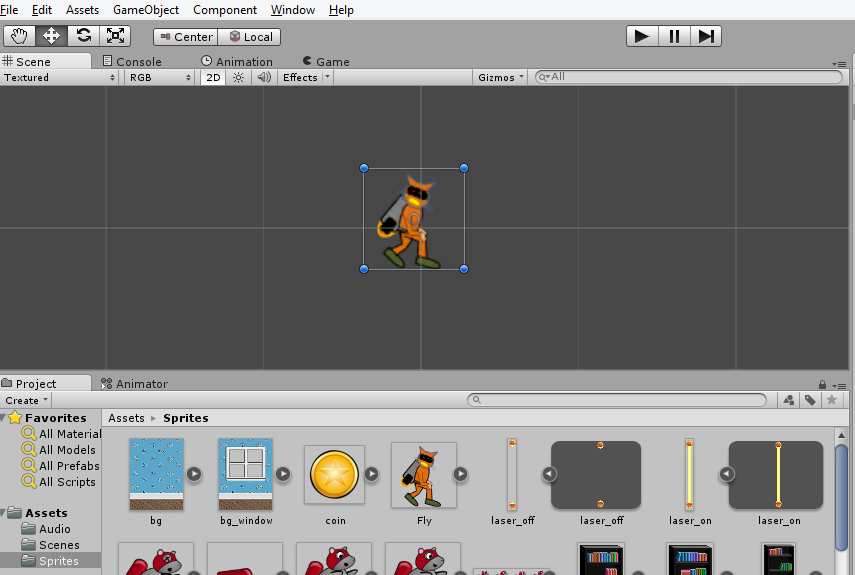 File Edit Assets GameObject Component Window Help
Center Local
Scene Console Animation Game
Textured RGB 2D Effects Gizmos All
Project Animator
Create
Favorites
All Material
All Models
All Prefabs
All Scripts
Assets
Audio
Scenes
Sprites
Assets Sprites
bg bg_window coin Fly laser_off laser_off laser_on laser_on